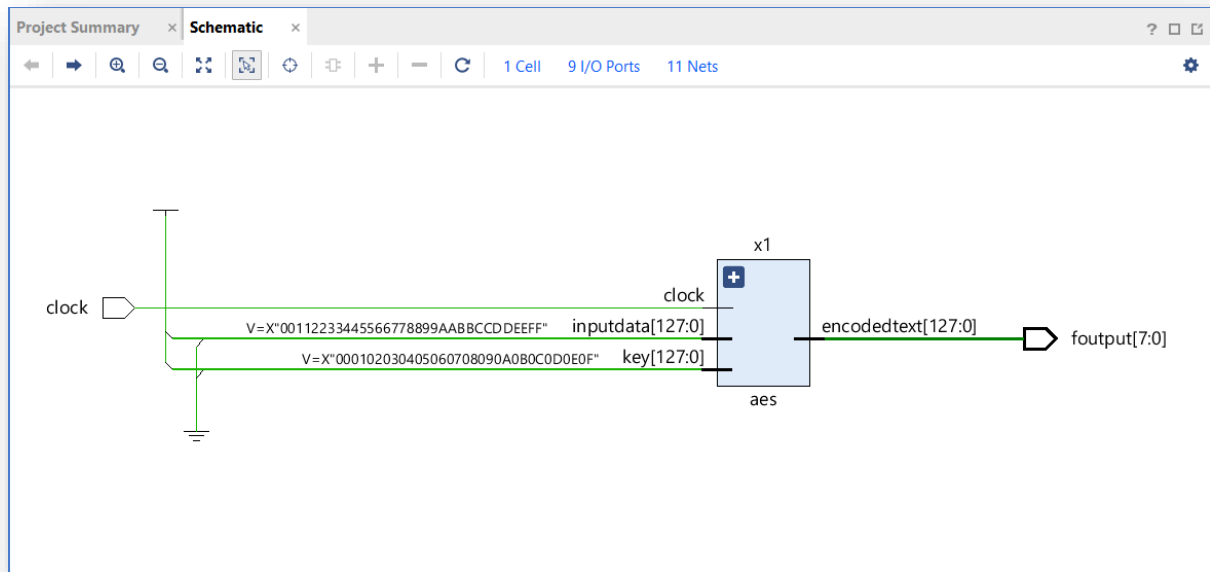 Project Summary × Schematic ×
1 Cell 9 I/O Ports 11 Nets
x1
clock clock
V=X"00112233445566778899AABBCCDDEEFF" inputdata[127:0] encodedtext[127:0] foutput[7:0]
V=X"000102030405060708090A0B0C0D0E0F" key[127:0]
aes